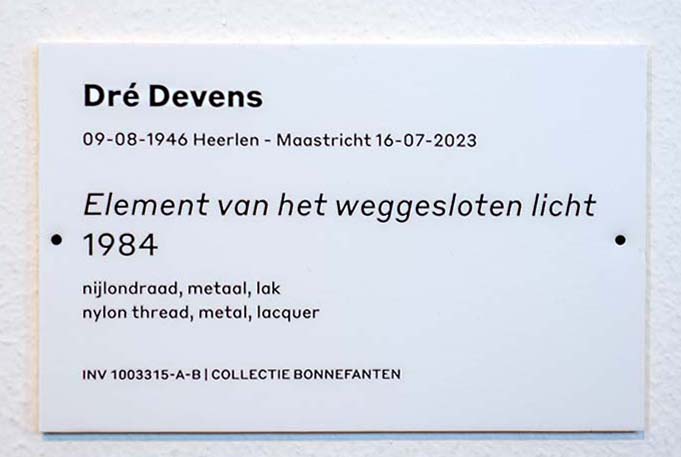 Dré Devens
09-08-1946 Heerlen - Maastricht 16-07-2023
Element van het weggesloten licht
1984
nijlondraad, metaal, lak
nylon thread, metal, lacquer
INV 1003315-A-B | COLLECTIE BONNEFANTEN